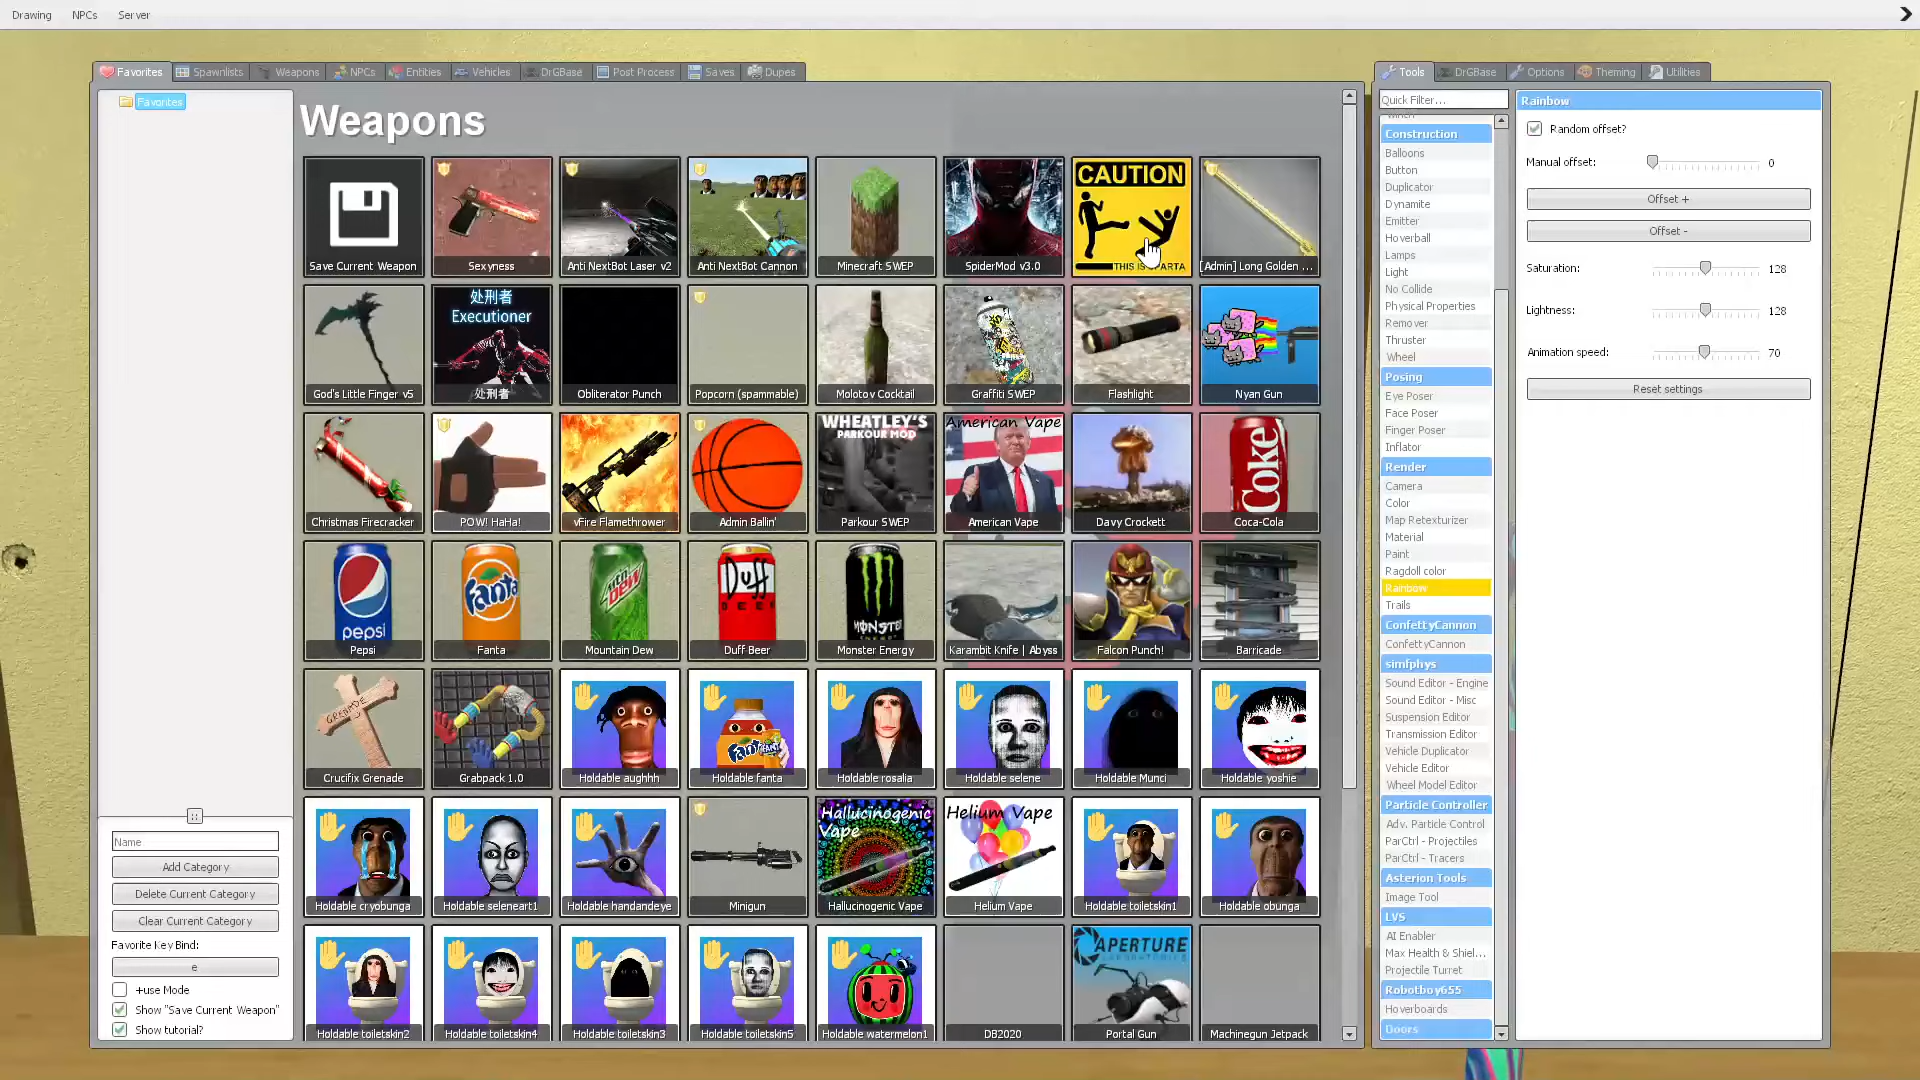 Drawing NPCs Server
Favorites Spawnlists Weapons NPCs Entities Vehicles DrGBase Post Process Saves Dupes
Favorites
Weapons
Save Current Weapon
Sexyness
Anti NextBot Laser v2
Anti NextBot Cannon
Minecraft SWEP
SpiderMod v3.0
CAUTION
THIS IS SPARTA
[Admin] Long Golden ...
God's Little Finger v5
处刑者
Executioner
处刑者
Obliterator Punch
Popcorn (spammable)
Molotov Cocktail
Graffiti SWEP
Flashlight
Nyan Gun
Christmas Firecracker
POW! HaHa!
vFire Flamethrower
Admin Ballin'
WHEATLEY'S
PARKOUR MOD
Parkour SWEP
American Vape
American Vape
Davy Crockett
Coke
Coca-Cola
pepsi
Pepsi
Fanta
Fanta
Mtn Dew
Mountain Dew
Duff
BEER
Duff Beer
MONSTER
ENERGY
Monster Energy
Karambit Knife | Abyss
Falcon Punch!
Barricade
GRENADE
Crucifix Grenade
Grabpack 1.0
Holdable aughhh
Fanta
Holdable fanta
Holdable rosalia
Holdable selene
Holdable Munci
Holdable yoshie
Holdable cryobunga
Holdable seleneart1
Holdable handandeye
Minigun
Hallucinogenic
Vape
Hallucinogenic Vape
Helium Vape
Helium Vape
Holdable toiletskin1
Holdable obunga
Holdable toiletskin2
Holdable toiletskin4
Holdable toiletskin3
Holdable toiletskin5
Holdable watermelon1
DB2020
APERTURE
LABORATORIES
Portal Gun
Machinegun Jetpack
Name
Add Category
Delete Current Category
Clear Current Category
Favorite Key Bind:
e
+use Mode
Show "Save Current Weapon"
Show tutorial?
Tools DrGBase Options Theming Utilities
Quick Filter...
Winch
Construction
Balloons
Button
Duplicator
Dynamite
Emitter
Hoverball
Lamps
Light
No Collide
Physical Properties
Remover
Thruster
Wheel
Posing
Eye Poser
Face Poser
Finger Poser
Inflator
Render
Camera
Color
Map Retexturizer
Material
Paint
Ragdoll color
Rainbow
Trails
ConfettyCannon
ConfettyCannon
simfphys
Sound Editor - Engine
Sound Editor - Misc
Suspension Editor
Transmission Editor
Vehicle Duplicator
Vehicle Editor
Wheel Model Editor
Particle Controller
Adv. Particle Control
ParCtrl - Projectiles
ParCtrl - Tracers
Asterion Tools
Image Tool
LVS
AI Enabler
Max Health & Shiel...
Projectile Turret
Robotboy655
Hoverboards
Doors
Rainbow
Random offset?
Manual offset: 0
Offset +
Offset -
Saturation: 128
Lightness: 128
Animation speed: 70
Reset settings